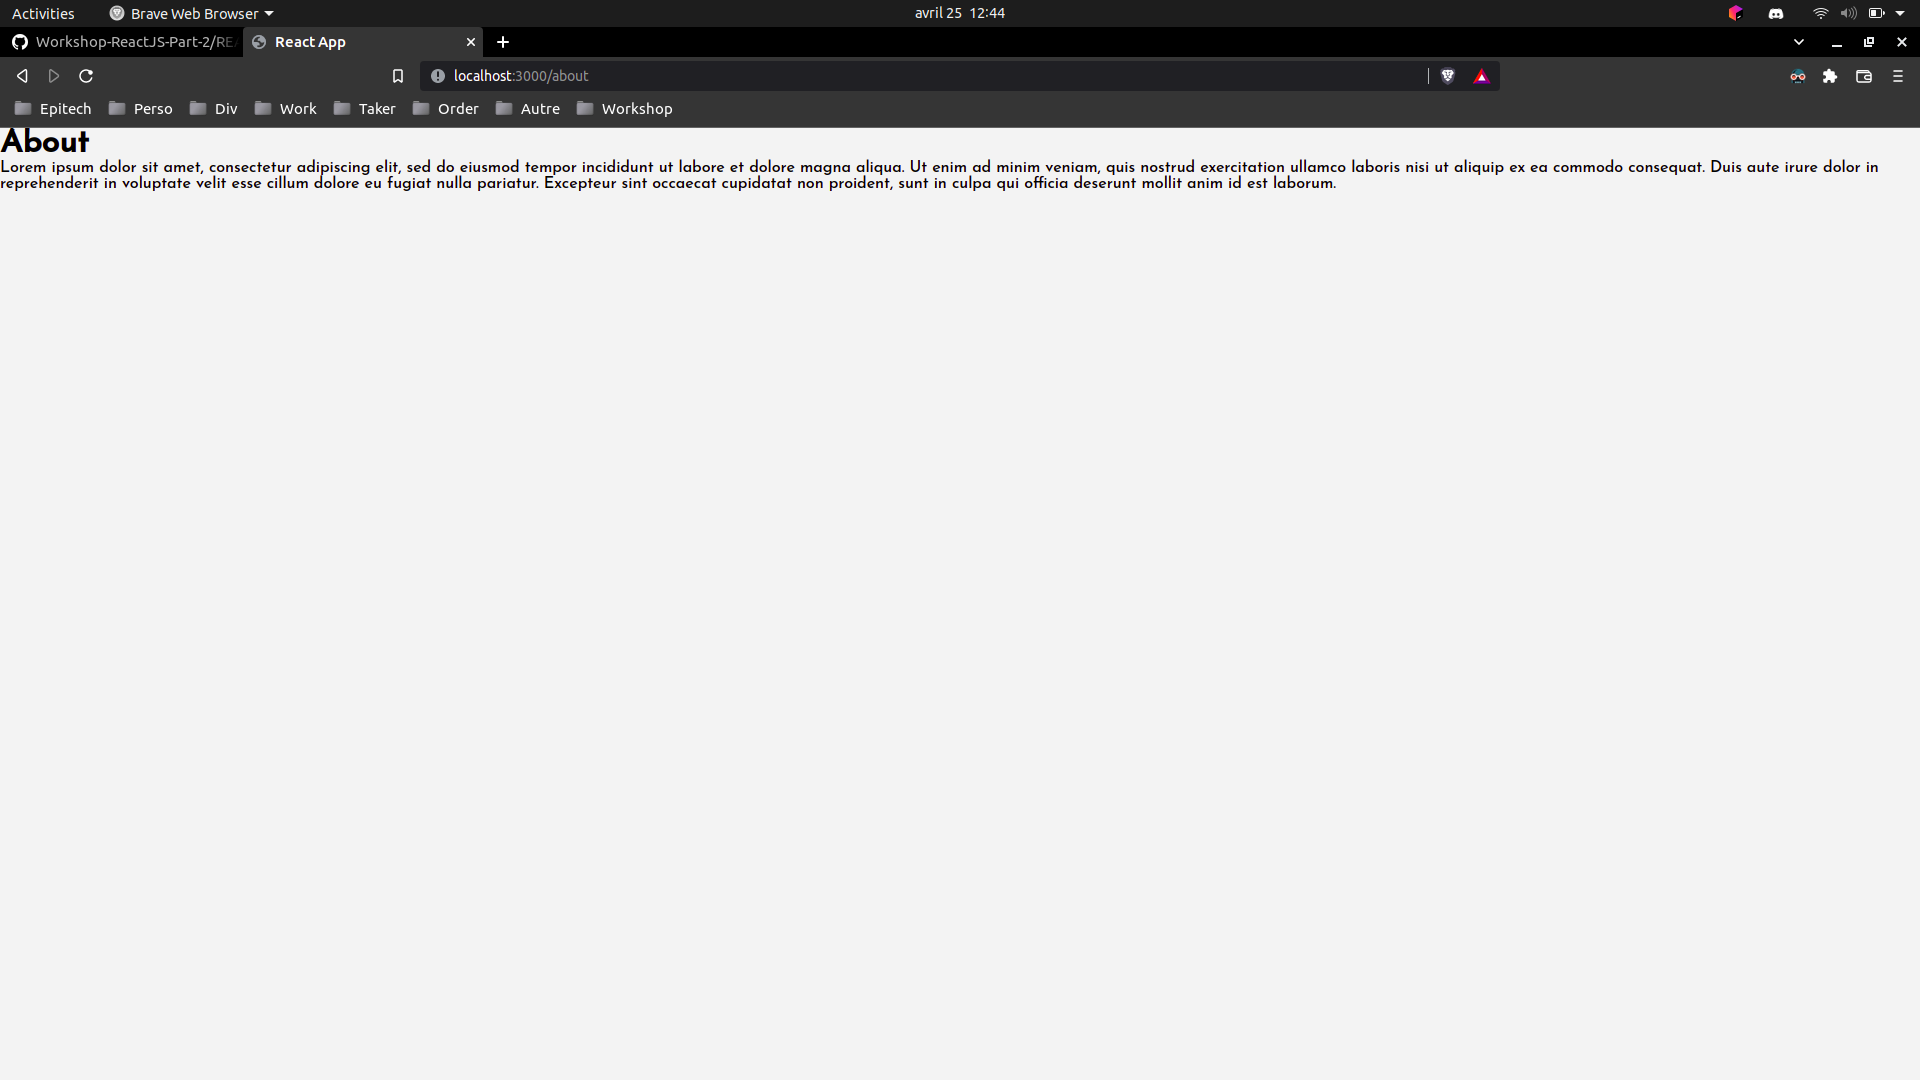 Activities Brave Web Browser avril 25 12:44
Workshop-ReactJS-Part-2/REA React App
localhost:3000/about
Epitech Perso Div Work Taker Order Autre Workshop
About
Lorem ipsum dolor sit amet, consectetur adipiscing elit, sed do eiusmod tempor incididunt ut labore et dolore magna aliqua. Ut enim ad minim veniam, quis nostrud exercitation ullamco laboris nisi ut aliquip ex ea commodo consequat. Duis aute irure dolor in
reprehenderit in voluptate velit esse cillum dolore eu fugiat nulla pariatur. Excepteur sint occaecat cupidatat non proident, sunt in culpa qui officia deserunt mollit anim id est laborum.